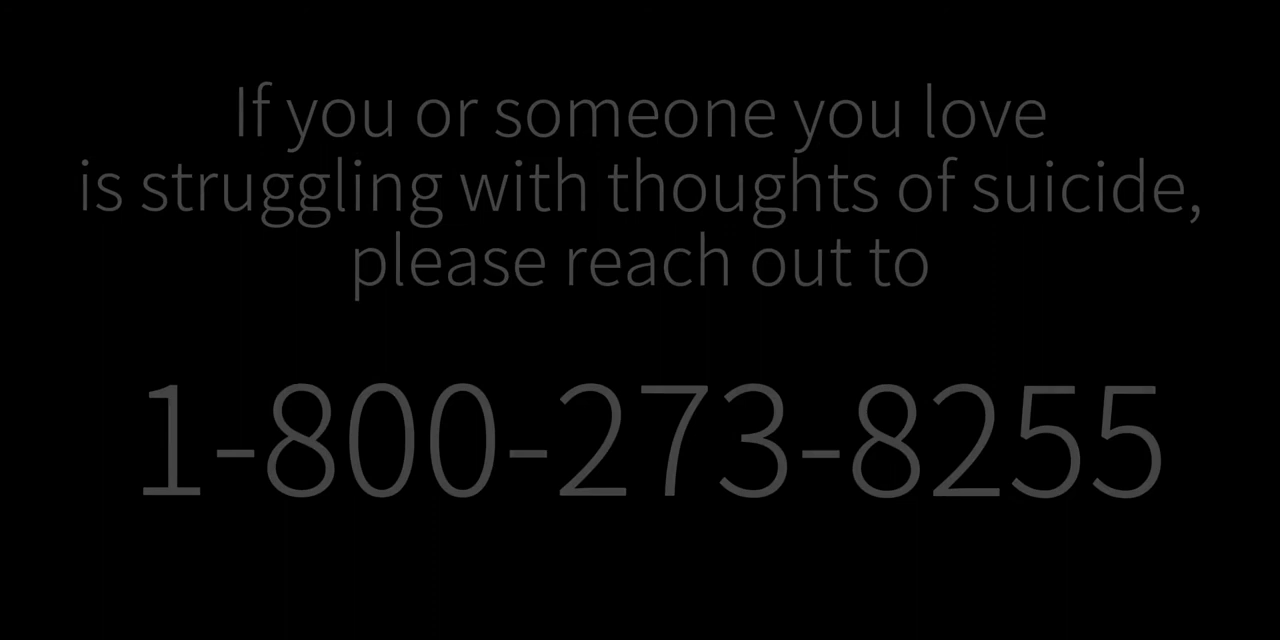 If you or someone you love
is struggling with thoughts of suicide,
please reach out to
1-800-273-8255